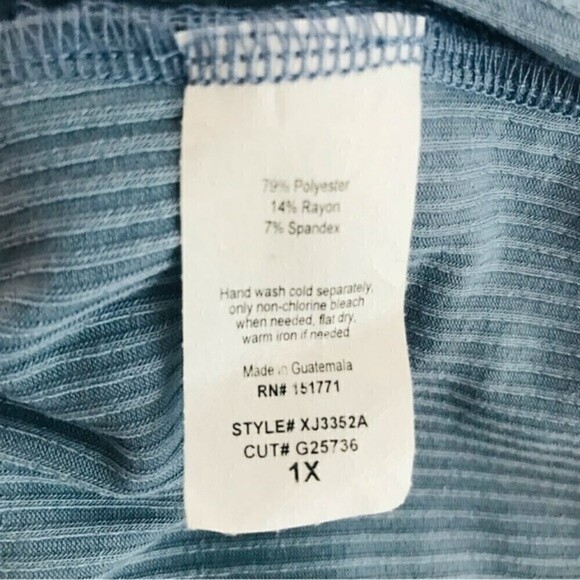 79% Polyester
14% Rayon
7% Spandex
Hand wash cold separately,
only non-chlorine bleach
when needed, flat dry,
warm iron if needed
Made in Guatemala
RN# 151771
STYLE# XJ3352A
CUT# G25736
1X